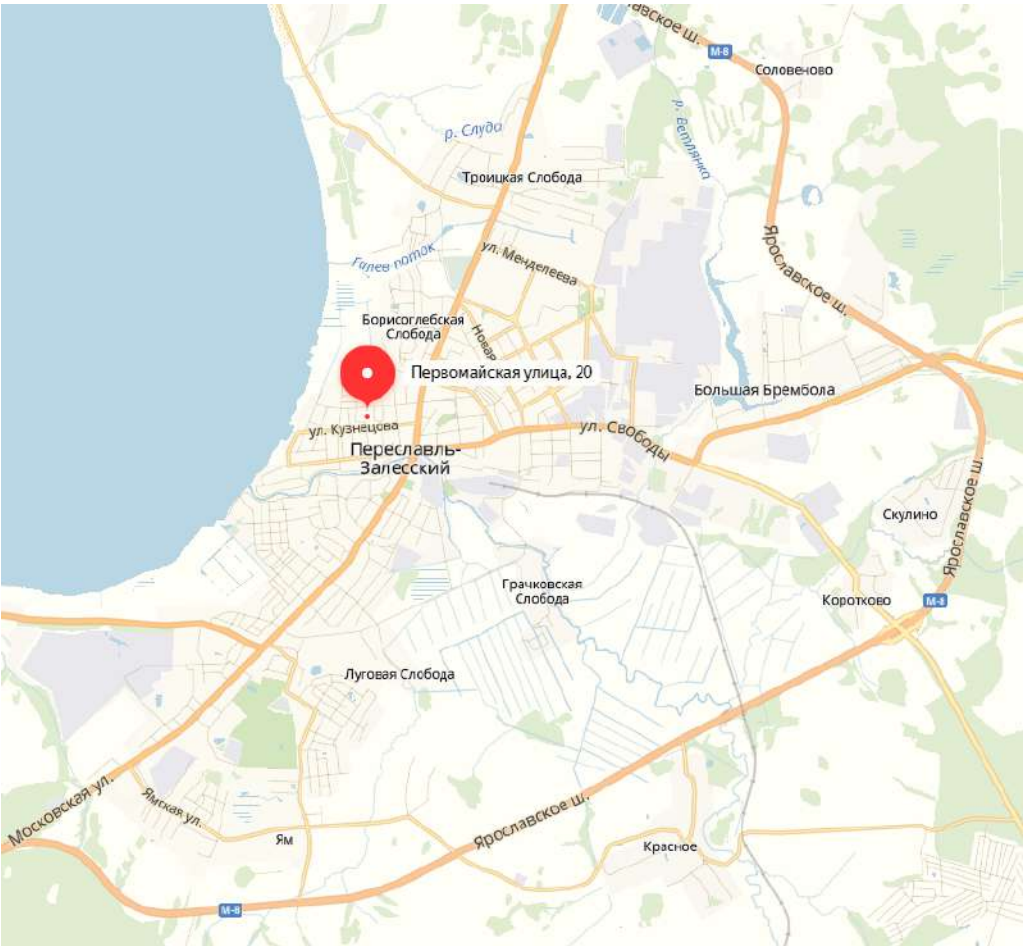 авское ш.
М-8
Соловеново
р. Ветлянка
р. Слуда
Троицкая Слобода
ул. Менделеева
Галев поток
Ярославское ш.
Борисоглебская
Слобода
Новая
Первомайская улица, 20
Большая Брембола
ул. Кузнецова
ул. Свободы
Переславль-
Залесский
Скулино
Ярославское ш.
Грачковская
Слобода
Коротково
М-8
Луговая Слобода
Московская ул.
Ямская ул.
Ям
Ярославское ш.
Красное
М-8